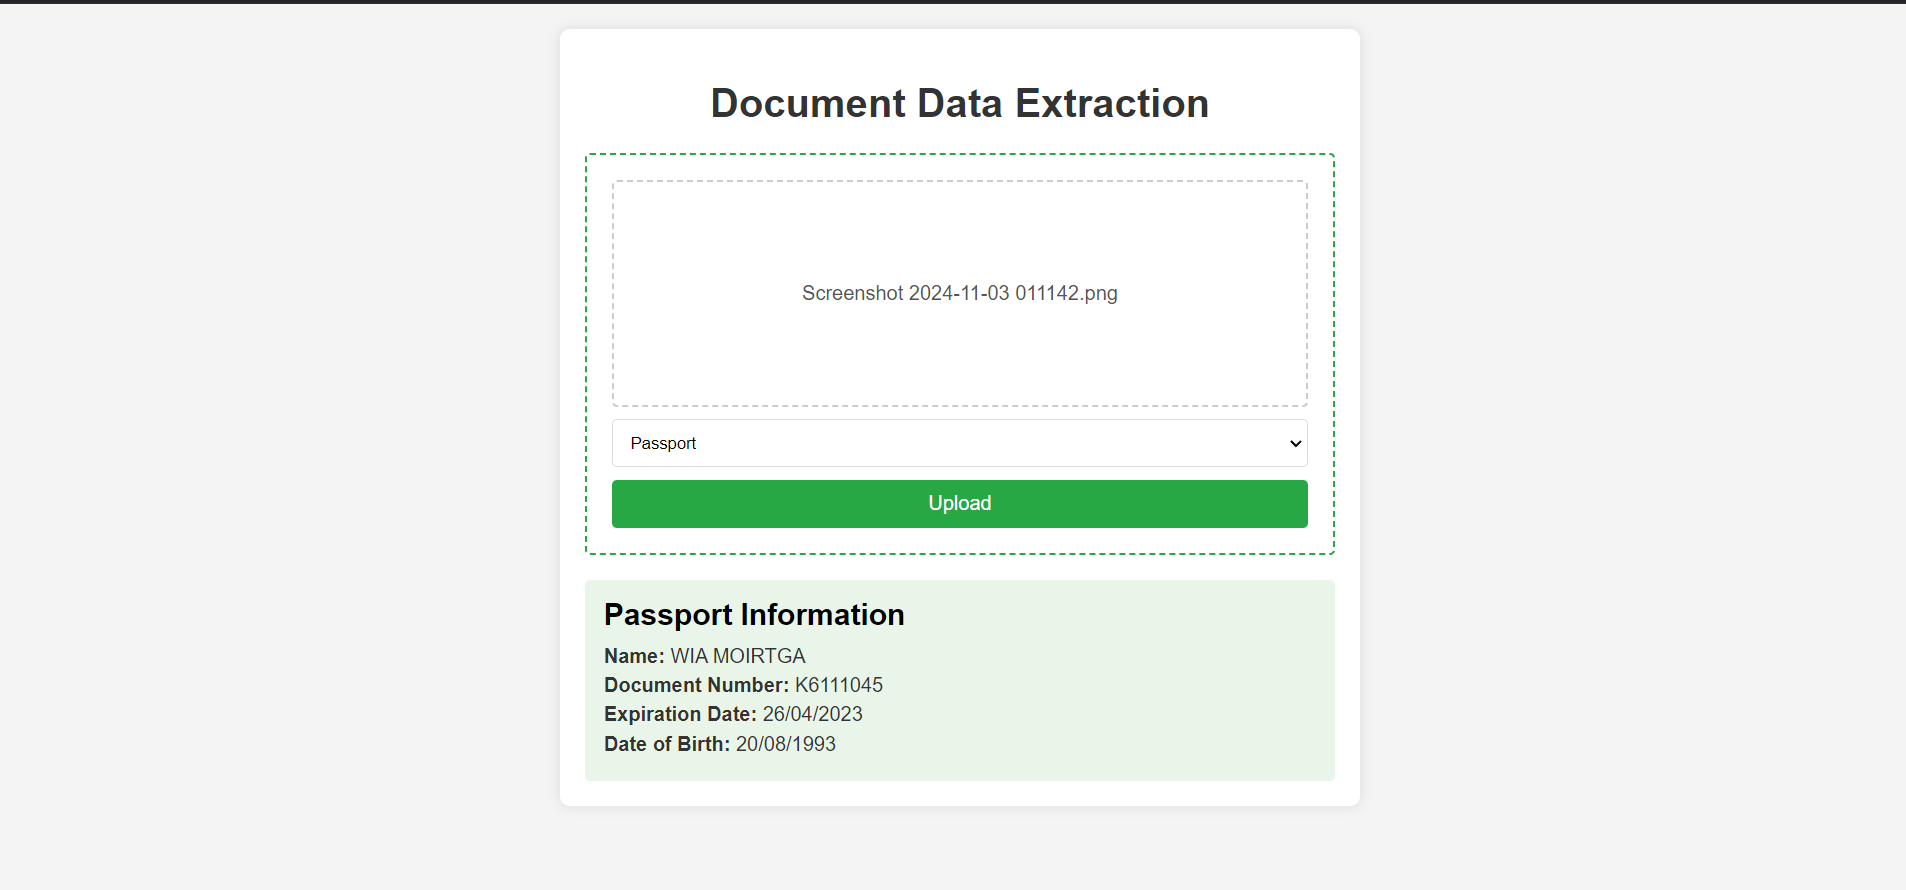 Document Data Extraction
Screenshot 2024-11-03 011142.png
Passport
Upload
Passport Information
Name: WIA MOIRTGA
Document Number: K6111045
Expiration Date: 26/04/2023
Date of Birth: 20/08/1993